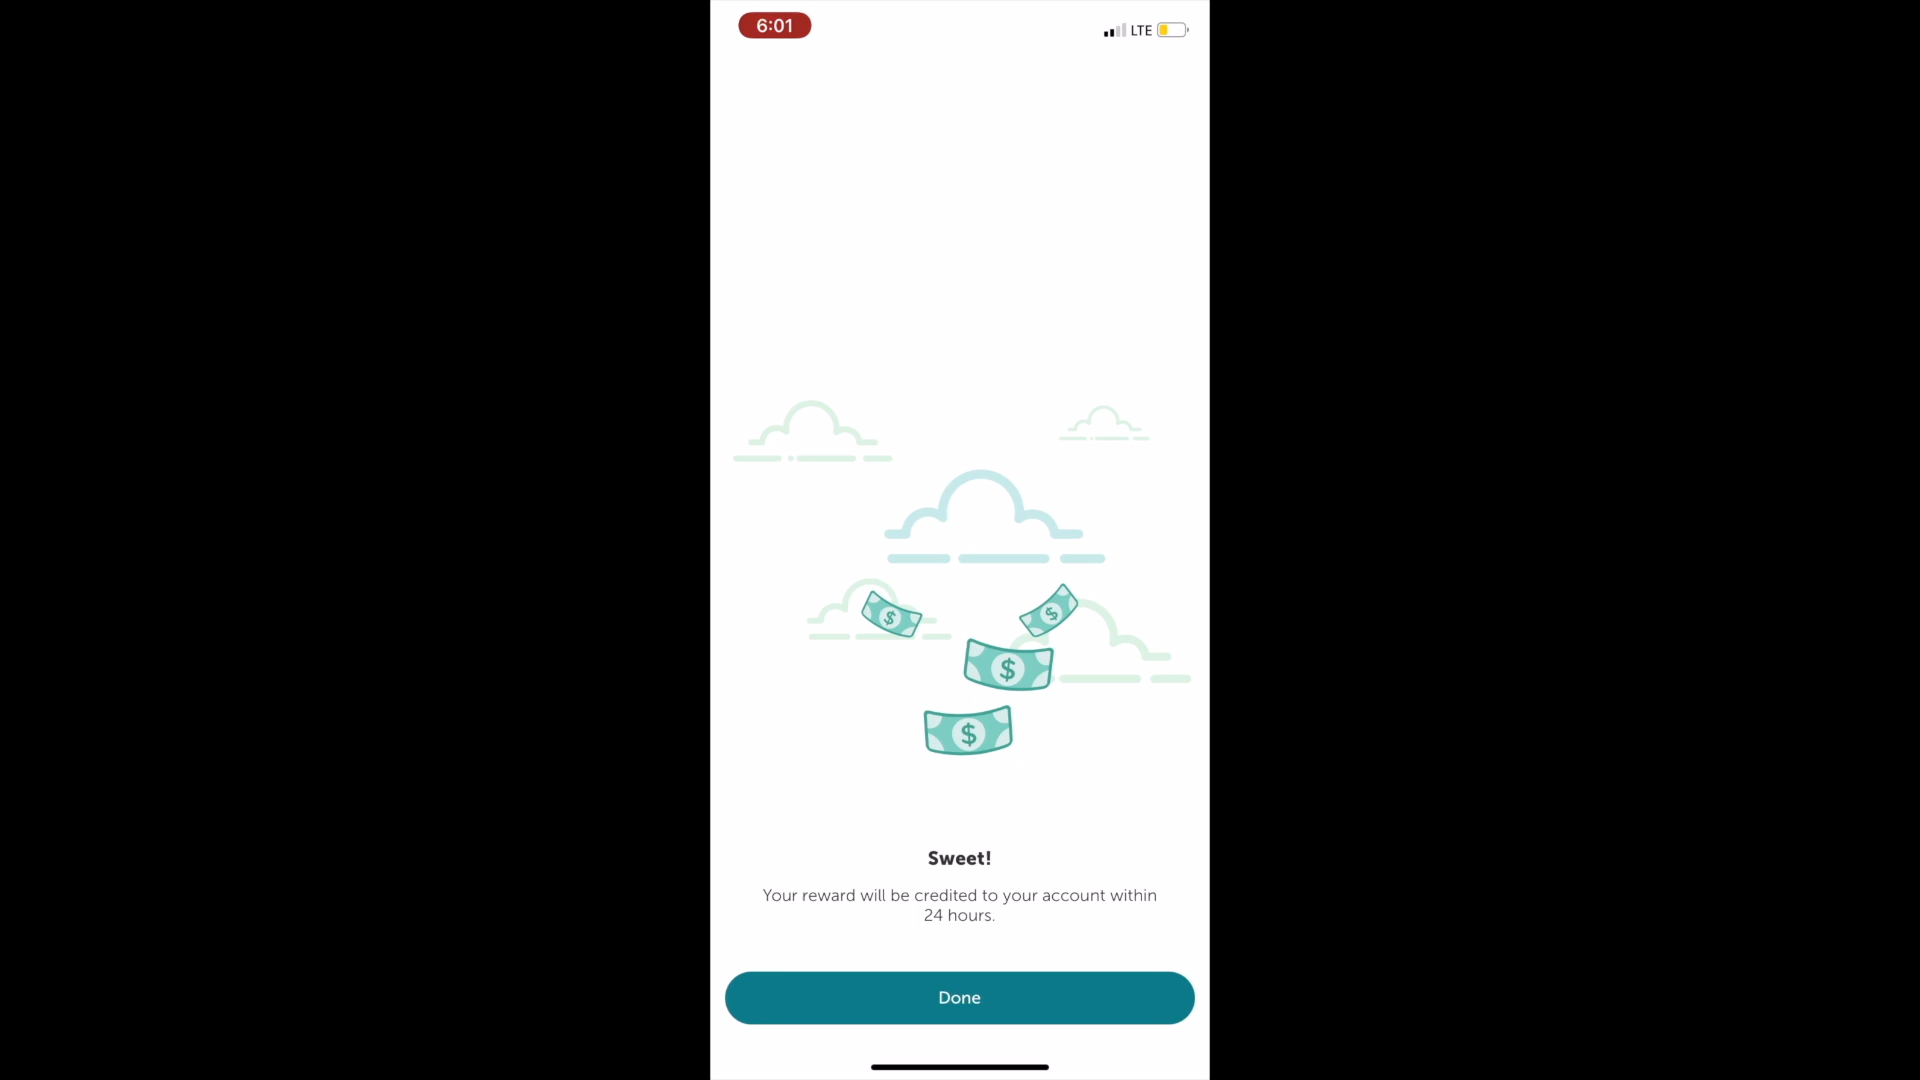 6:01
LTE
$
$
$
$
Sweet!
Your reward will be credited to your account within
24 hours.
Done